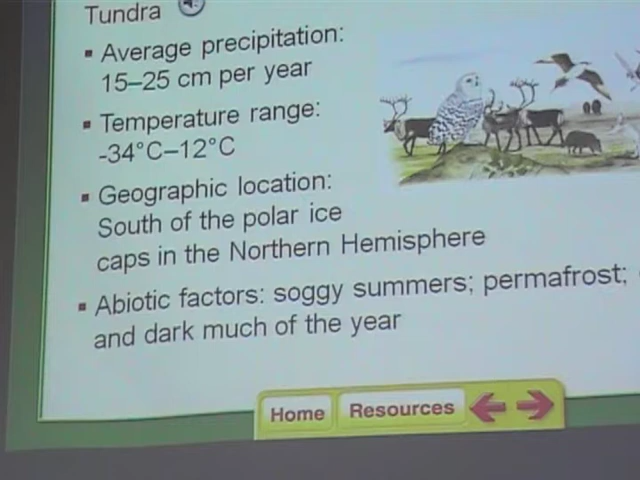 Tundra
▪ Average precipitation:
15–25 cm per year
▪ Temperature range:
-34°C–12°C
▪ Geographic location:
South of the polar ice
caps in the Northern Hemisphere
▪ Abiotic factors: soggy summers; permafrost;
and dark much of the year
Home Resources